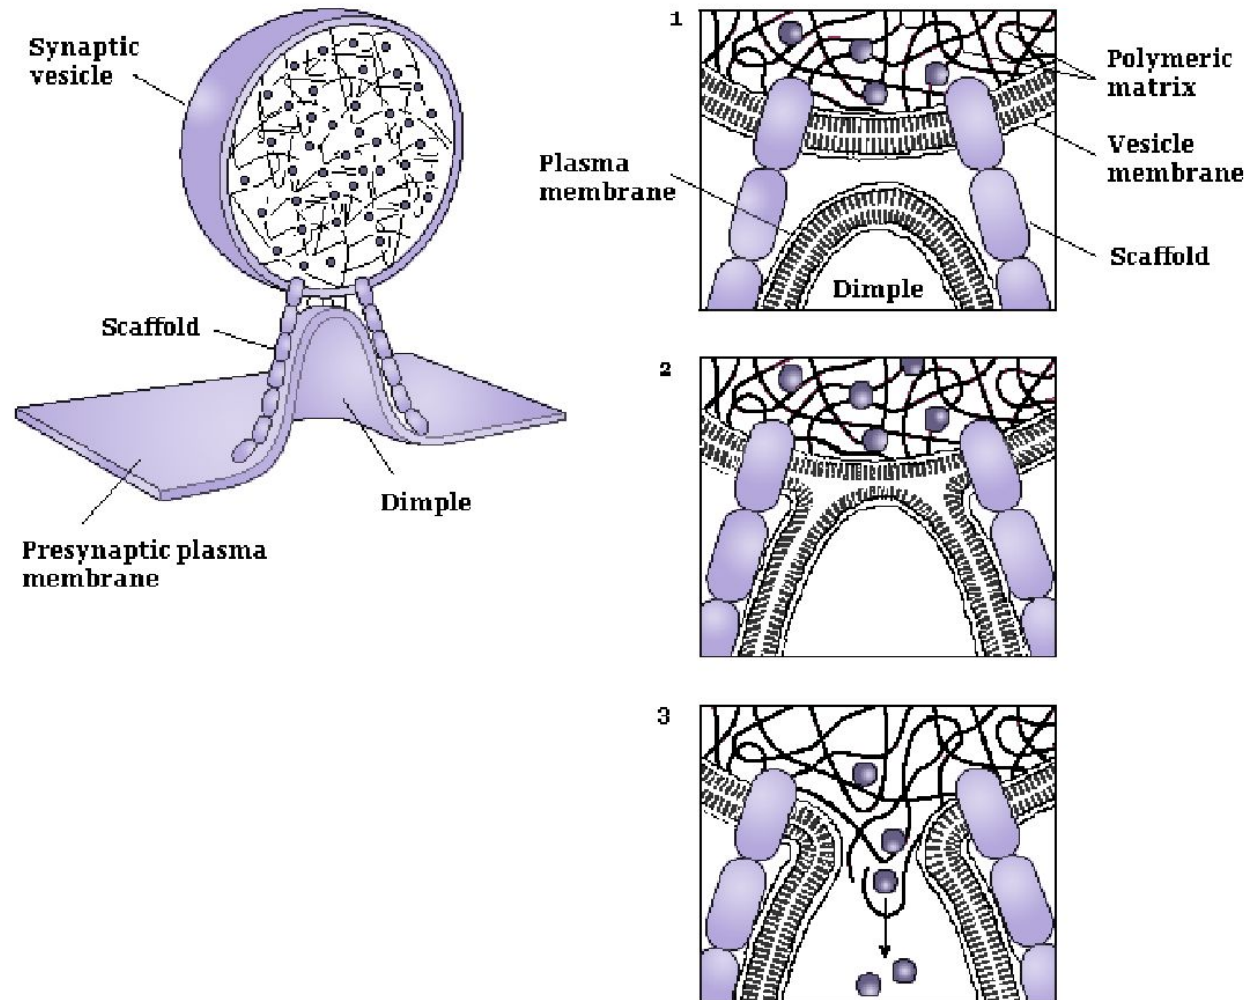 Synaptic
vesicle
Scaffold
Dimple
Presynaptic plasma
membrane
1
Polymeric
matrix
Vesicle
membrane
Plasma
membrane
Scaffold
Dimple
2
3